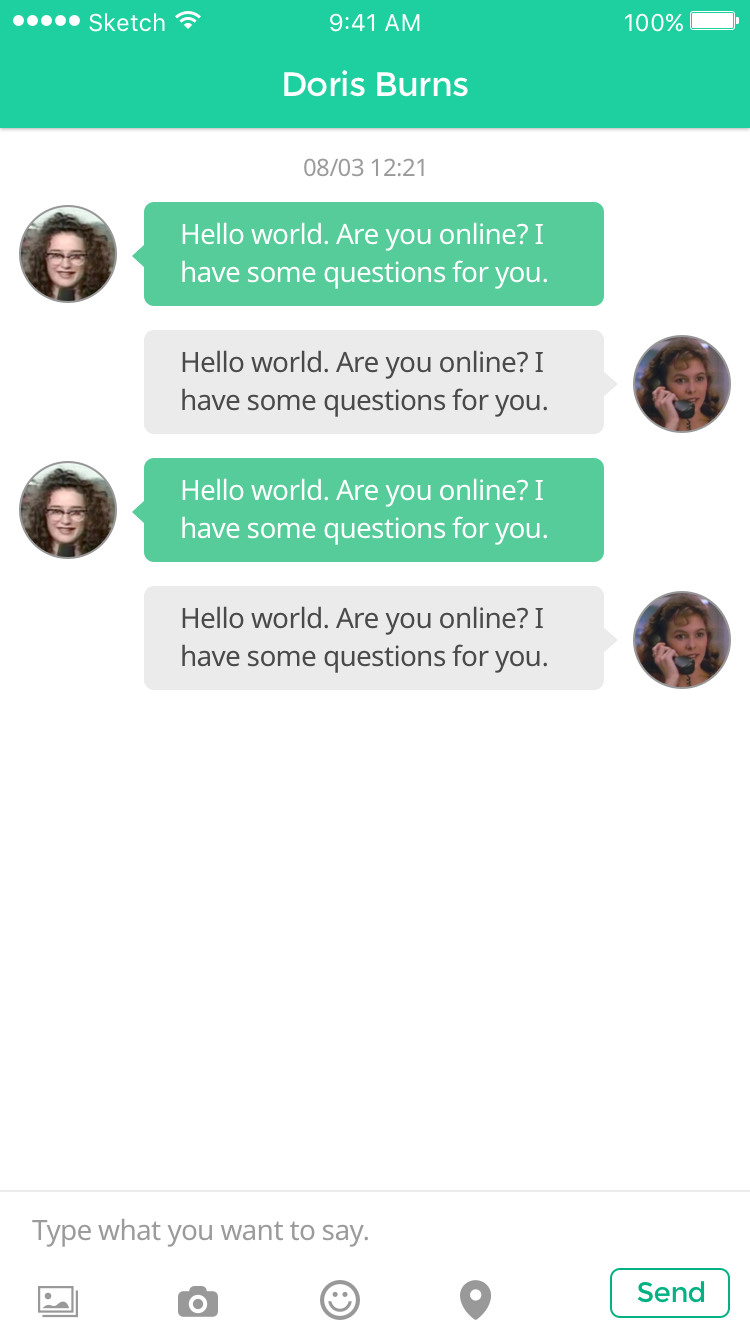 Sketch 9:41 AM 100%
Doris Burns
08/03 12:21
Hello world. Are you online? I
have some questions for you.
Hello world. Are you online? I
have some questions for you.
Hello world. Are you online? I
have some questions for you.
Hello world. Are you online? I
have some questions for you.
Type what you want to say.
Send